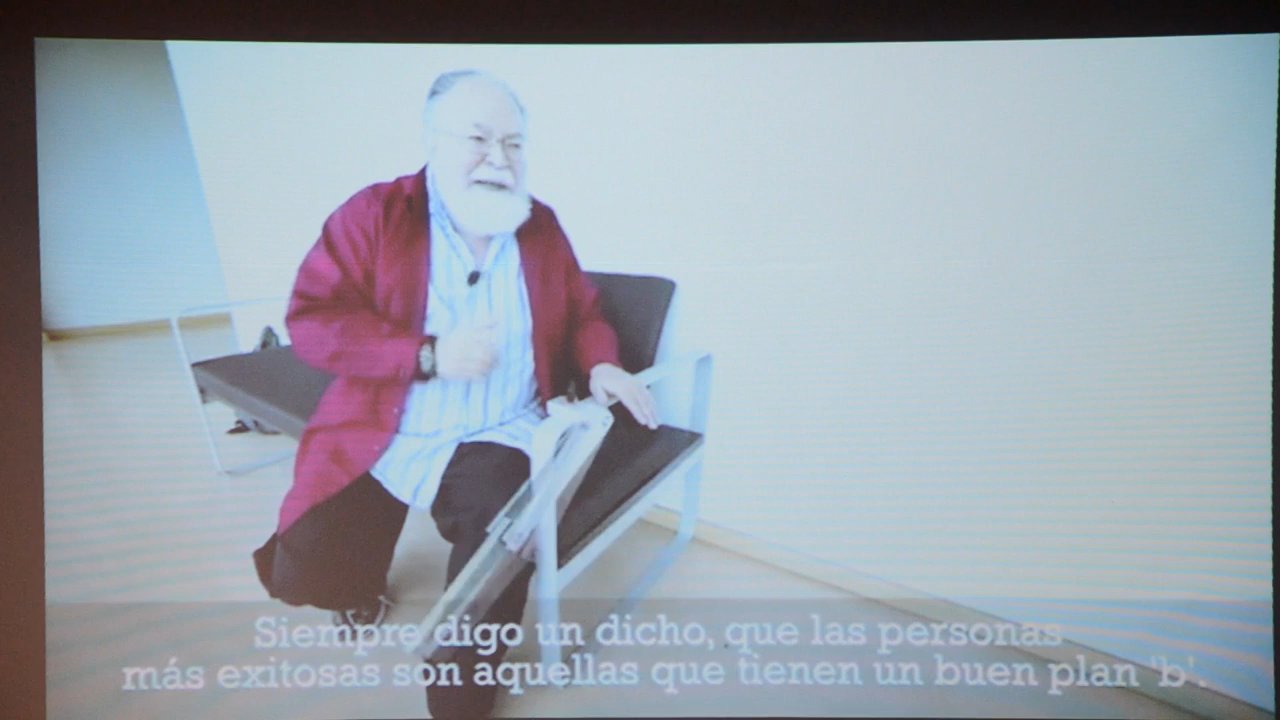 Siempre digo un dicho, que las personas
más exitosas son aquellas que tienen un buen plan 'b'.